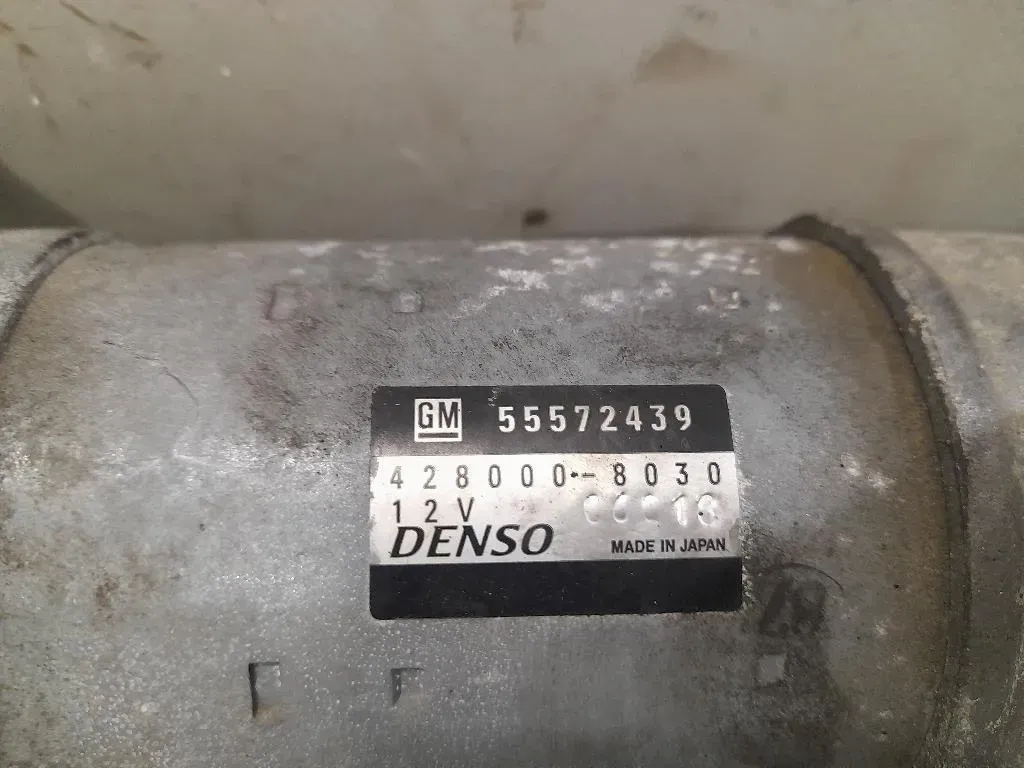 GM 55572439
428000-8030
12V
DENSO MADE IN JAPAN